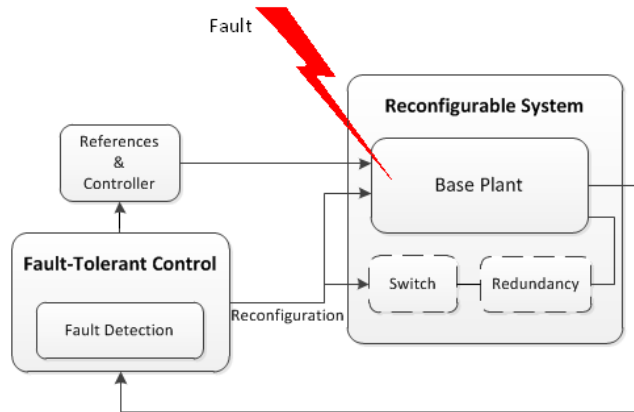 Fault
Reconfigurable System
References
&
Controller
Base Plant
Fault-Tolerant Control
Switch
Redundancy
Reconfiguration
Fault Detection